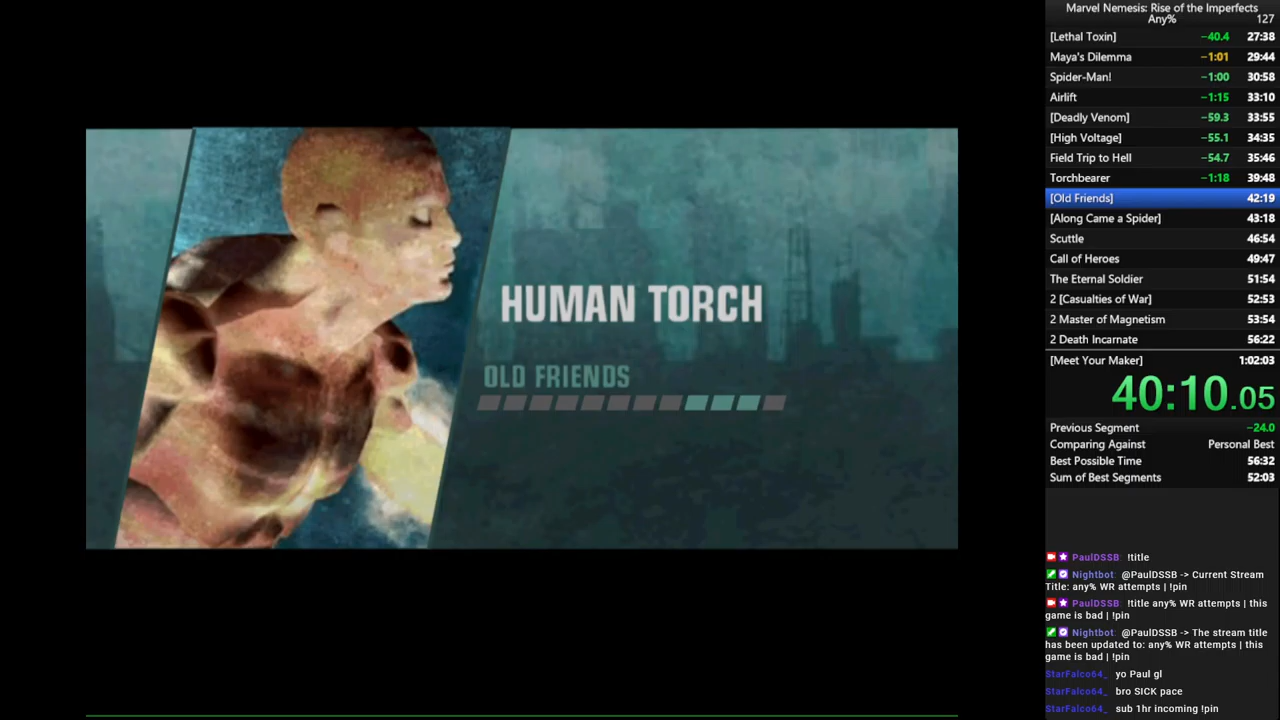 HUMAN TORCH
OLD FRIENDS
Marvel Nemesis: Rise of the Imperfects
Any% 127
[Lethal Toxin] −40.4 27:38
Maya's Dilemma −1:01 29:44
Spider-Man! −1:00 30:58
Airlift −1:15 33:10
[Deadly Venom] −59.3 33:55
[High Voltage] −55.1 34:35
Field Trip to Hell −54.7 35:46
Torchbearer −1:18 39:48
[Old Friends] 42:19
[Along Came a Spider] 43:18
Scuttle 46:54
Call of Heroes 49:47
The Eternal Soldier 51:54
2 [Casualties of War] 52:53
2 Master of Magnetism 53:54
2 Death Incarnate 56:22
[Meet Your Maker] 1:02:03
40:10.05
Previous Segment −24.0
Comparing Against Personal Best
Best Possible Time 56:32
Sum of Best Segments 52:03
PaulDSSB: !title
Nightbot: @PaulDSSB -> Current Stream
Title: any% WR attempts | !pin
PaulDSSB: !title any% WR attempts | this
game is bad | !pin
Nightbot: @PaulDSSB -> The stream title
has been updated to: any% WR attempts | this
game is bad | !pin
StarFalco64_: yo Paul gl
StarFalco64_: bro SICK pace
StarFalco64_: sub 1hr incoming !pin